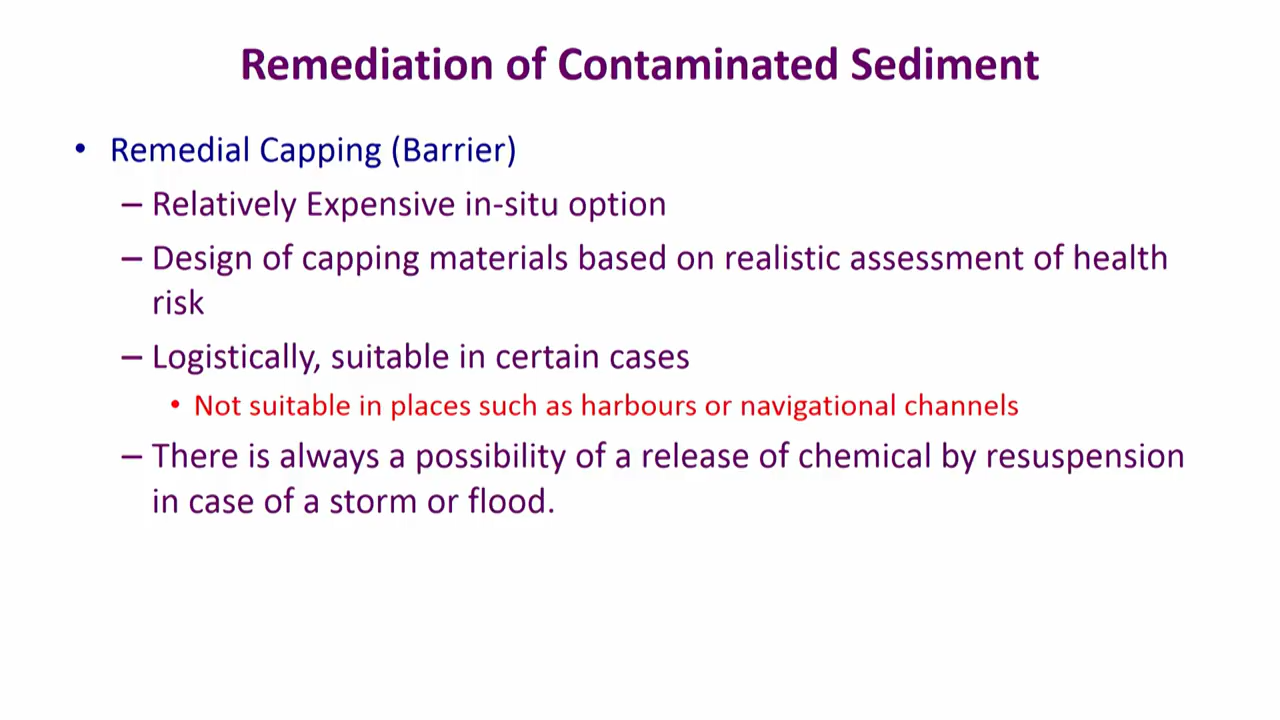 Remediation of Contaminated Sediment
• Remedial Capping (Barrier)
– Relatively Expensive in-situ option
– Design of capping materials based on realistic assessment of health
risk
– Logistically, suitable in certain cases
• Not suitable in places such as harbours or navigational channels
– There is always a possibility of a release of chemical by resuspension
in case of a storm or flood.